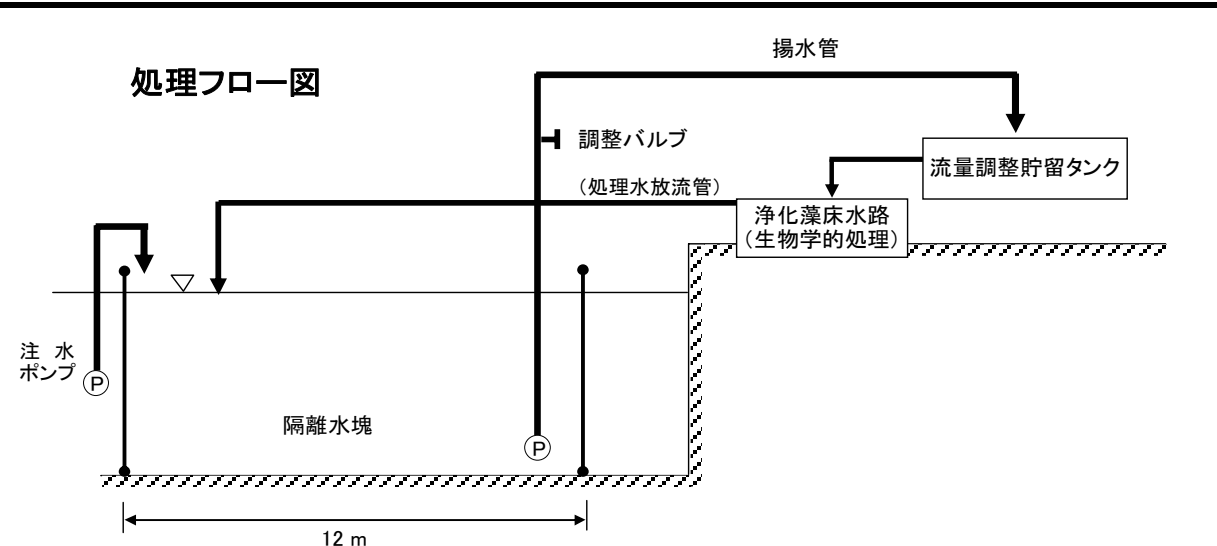 処理フロー図
揚水管
調整バルブ
流量調整貯留タンク
（処理水放流管）
浄化藻床水路
（生物学的処理）
注 水
ポンプ
P
隔離水塊
P
12 m